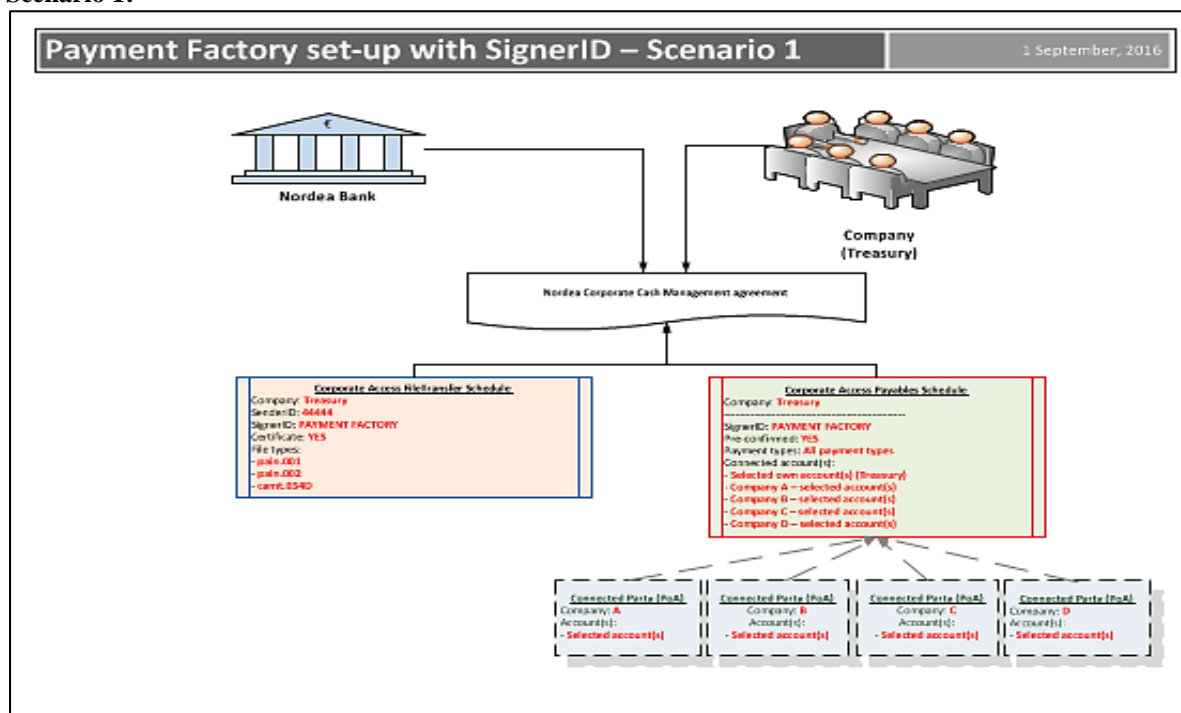 Scenario 1:
Payment Factory set-up with SignerID – Scenario 1
1 September, 2016
€
Nordea Bank
Company
(Treasury)
Nordea Corporate Cash Management agreement
Corporate Access FileTransfer Schedule
Company: Treasury
SenderID: 44444
SignerID: PAYMENT FACTORY
Certificate: YES
File types:
- pain.001
- pain.002
- camt.054D
Corporate Access Payables Schedule
Company: Treasury
SignerID: PAYMENT FACTORY
Pre-confirmed: YES
Payment types: All payment types
Connected account(s):
- Selected own account(s) (Treasury)
- Company A – selected account(s)
- Company B – selected account(s)
- Company C – selected account(s)
- Company D – selected account(s)
Connected Parta (PoA)
Company: A
Account(s):
- Selected account(s)
Connected Parta (PoA)
Company: B
Account(s):
- Selected account(s)
Connected Parta (PoA)
Company: C
Account(s):
- Selected account(s)
Connected Parta (PoA)
Company: D
Account(s):
- Selected account(s)